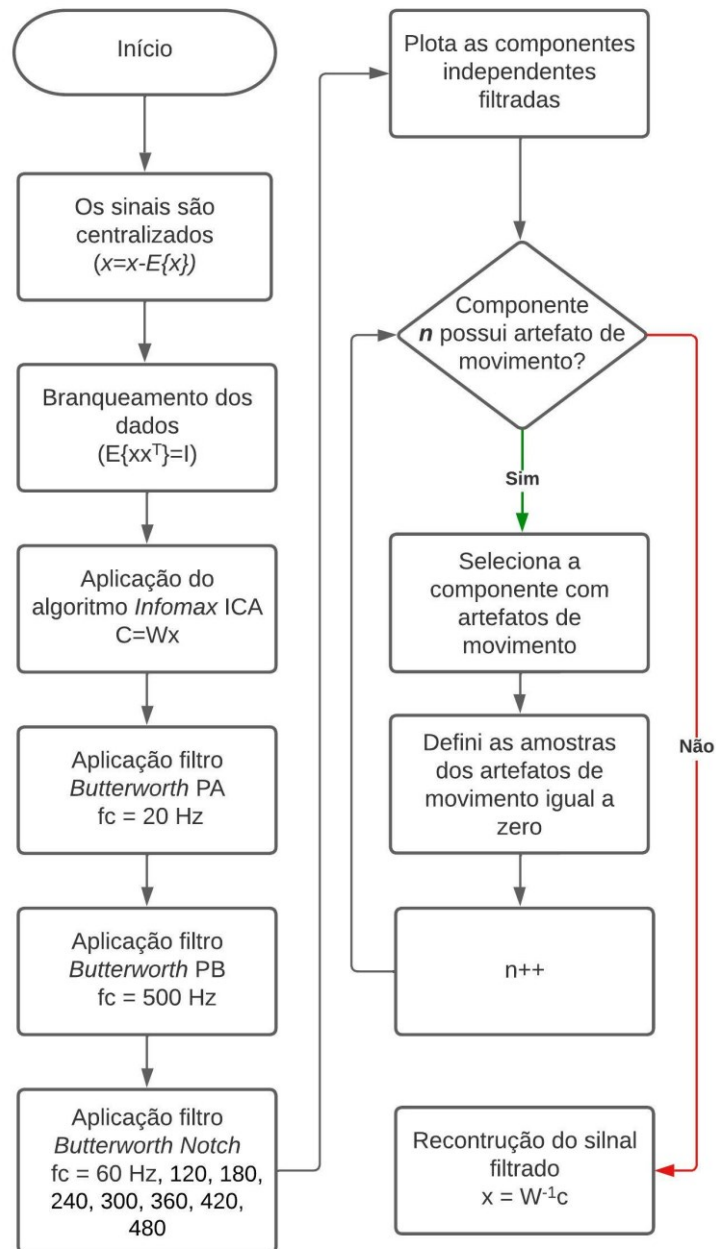 Início
Os sinais são
centralizados
(x=x-E{x})
Branqueamento dos
dados
(E{xxᵀ}=I)
Aplicação do
algoritmo Infomax ICA
C=Wx
Aplicação filtro
Butterworth PA
fc = 20 Hz
Aplicação filtro
Butterworth PB
fc = 500 Hz
Aplicação filtro
Butterworth Notch
fc = 60 Hz, 120, 180,
240, 300, 360, 420,
480
Plota as componentes
independentes
filtradas
Componente
n possui artefato de
movimento?
Sim
Seleciona a
componente com
artefatos de
movimento
Defini as amostras
dos artefatos de
movimento igual a
zero
n++
Não
Recontrução do silnal
filtrado
x = W⁻¹c